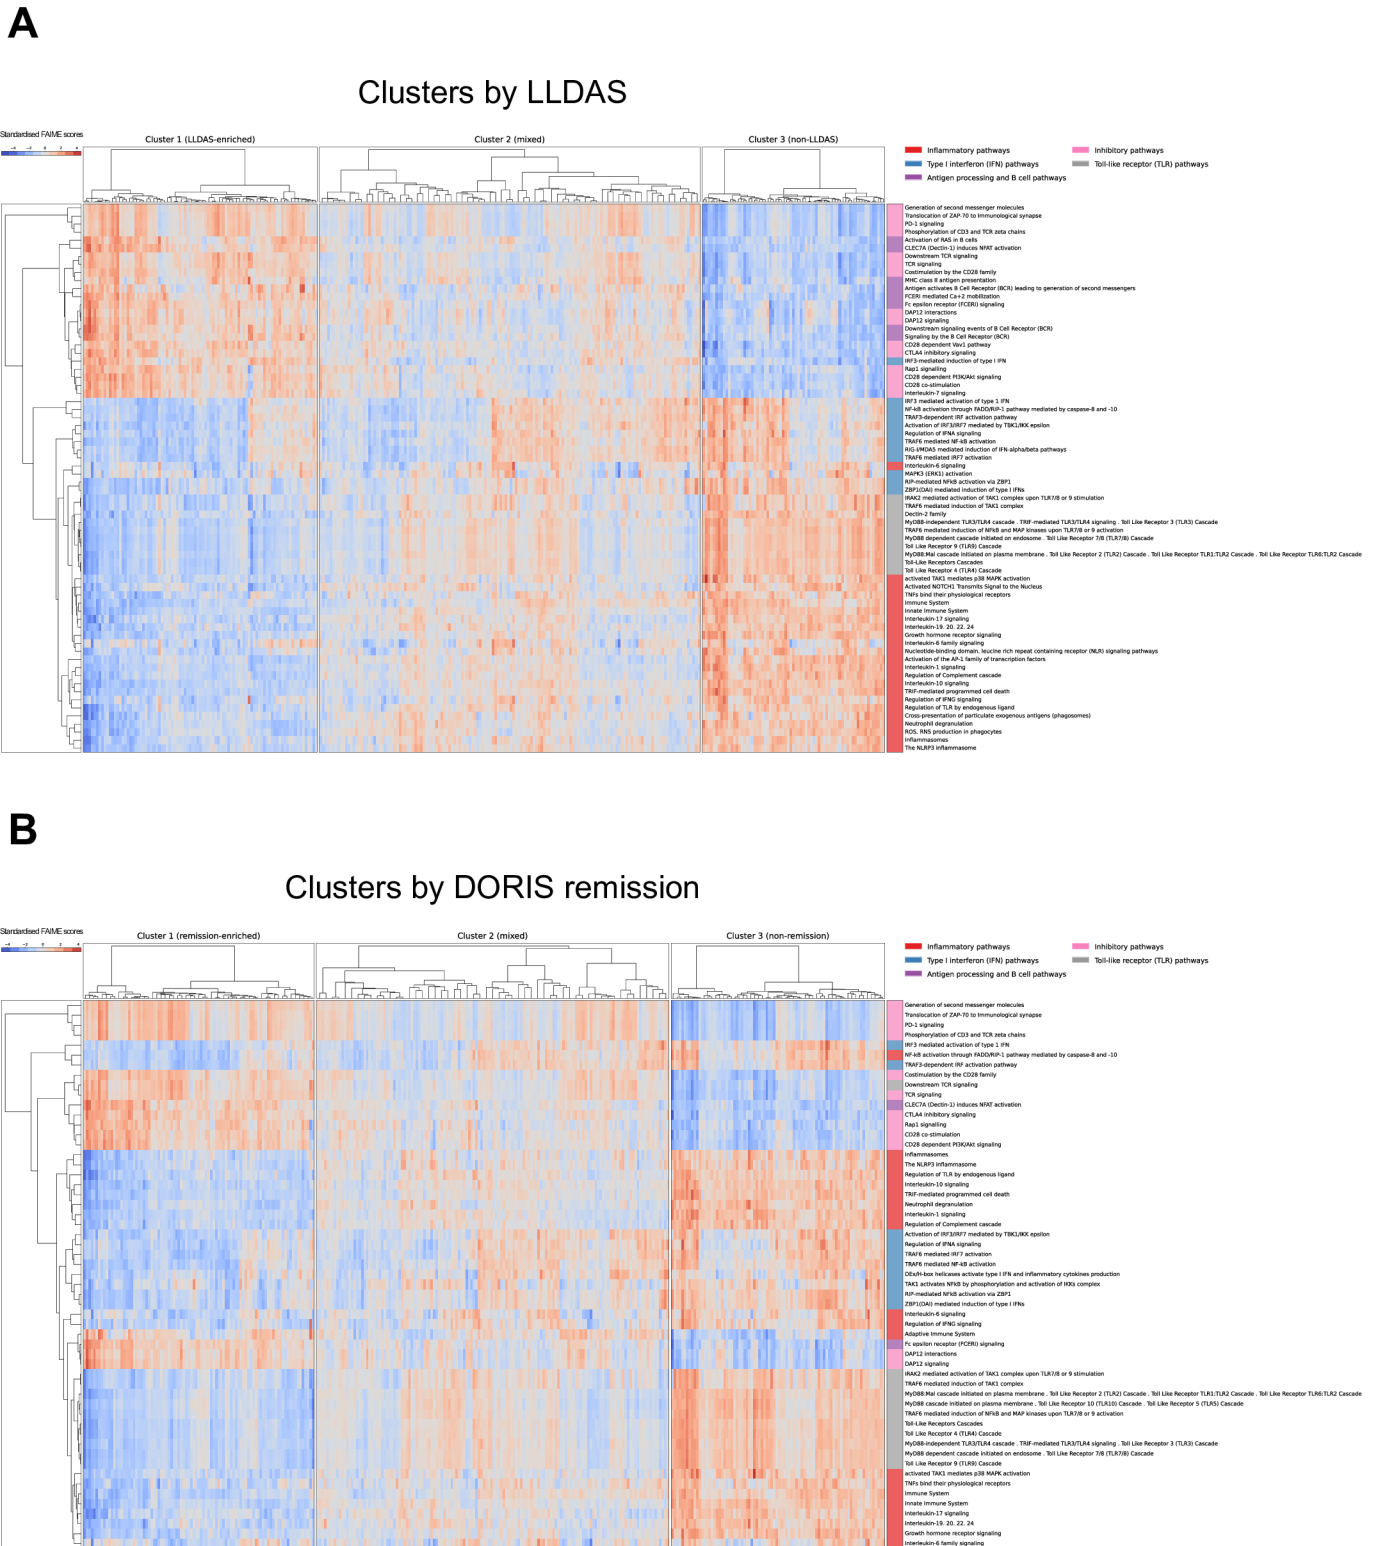 A
Clusters by LLDAS
Standardised FAIME scores
Cluster 1 (LLDAS-enriched)
Cluster 2 (mixed)
Cluster 3 (non-LLDAS)
Inflammatory pathways
Inhibitory pathways
Type I interferon (IFN) pathways
Toll-like receptor (TLR) pathways
Antigen processing and B cell pathways
Generation of second messenger molecules
Translocation of ZAP-70 to Immunological synapse
PD-1 signaling
Phosphorylation of CD3 and TCR zeta chains
Activation of RAS in B cells
CLEC7A (Dectin-1) induces NFAT activation
Downstream TCR signaling
TCR signaling
Costimulation by the CD28 family
MHC class II antigen presentation
Antigen activates B Cell Receptor (BCR) leading to generation of second messengers
FCERI mediated Ca+2 mobilization
Fc epsilon receptor (FCERI) signaling
DAP12 interactions
DAP12 signaling
Downstream signaling events of B Cell Receptor (BCR)
Signaling by the B Cell Receptor (BCR)
CD28 dependent Vav1 pathway
CTLA4 inhibitory signaling
IRF3-mediated induction of type I IFN
Rap1 signalling
CD28 dependent PI3K/Akt signaling
CD28 co-stimulation
Interleukin-7 signaling
IRF3 mediated activation of type 1 IFN
NF-kB activation through FADD/RIP-1 pathway mediated by caspase-8 and -10
TRAF3-dependent IRF activation pathway
Activation of IRF3/IRF7 mediated by TBK1/IKK epsilon
Regulation of IFNA signaling
TRAF6 mediated NF-kB activation
RIG-I/MDA5 mediated induction of IFN-alpha/beta pathways
TRAF6 mediated IRF7 activation
Interleukin-6 signaling
MAPK3 (ERK1) activation
RIP-mediated NFkB activation via ZBP1
ZBP1(DAI) mediated induction of type I IFNs
IRAK2 mediated activation of TAK1 complex upon TLR7/8 or 9 stimulation
TRAF6 mediated induction of TAK1 complex
Dectin-2 family
MyD88-independent TLR3/TLR4 cascade . TRIF-mediated TLR3/TLR4 signaling . Toll Like Receptor 3 (TLR3) Cascade
TRAF6 mediated induction of NFkB and MAP kinases upon TLR7/8 or 9 activation
MyD88 dependent cascade initiated on endosome . Toll Like Receptor 7/8 (TLR7/8) Cascade
Toll Like Receptor 9 (TLR9) Cascade
MyD88:Mal cascade initiated on plasma membrane . Toll Like Receptor 2 (TLR2) Cascade . Toll Like Receptor TLR1:TLR2 Cascade . Toll Like Receptor TLR6:TLR2 Cascade
Toll-Like Receptors Cascades
Toll Like Receptor 4 (TLR4) Cascade
activated TAK1 mediates p38 MAPK activation
Activated NOTCH1 Transmits Signal to the Nucleus
TNFs bind their physiological receptors
Immune System
Innate Immune System
Interleukin-17 signaling
Interleukin-19, 20, 22, 24
Growth hormone receptor signaling
Interleukin-6 family signaling
Nucleotide-binding domain, leucine rich repeat containing receptor (NLR) signaling pathways
Activation of the AP-1 family of transcription factors
Interleukin-1 signaling
Regulation of Complement cascade
Interleukin-10 signaling
TRIF-mediated programmed cell death
Regulation of IFNG signaling
Regulation of TLR by endogenous ligand
Cross-presentation of particulate exogenous antigens (phagosomes)
Neutrophil degranulation
ROS, RNS production in phagocytes
Inflammasomes
The NLRP3 inflammasome
B
Clusters by DORIS remission
Standardised FAIME scores
-4 -2 0 2 4
Cluster 1 (remission-enriched)
Cluster 2 (mixed)
Cluster 3 (non-remission)
Inflammatory pathways
Inhibitory pathways
Type I interferon (IFN) pathways
Toll-like receptor (TLR) pathways
Antigen processing and B cell pathways
Generation of second messenger molecules
Translocation of ZAP-70 to Immunological synapse
PD-1 signaling
Phosphorylation of CD3 and TCR zeta chains
IRF3 mediated activation of type 1 IFN
NF-kB activation through FADD/RIP-1 pathway mediated by caspase-8 and -10
TRAF3-dependent IRF activation pathway
Costimulation by the CD28 family
Downstream TCR signaling
TCR signaling
CLEC7A (Dectin-1) induces NFAT activation
CTLA4 inhibitory signaling
Rap1 signalling
CD28 co-stimulation
CD28 dependent PI3K/Akt signaling
Inflammasomes
The NLRP3 inflammasome
Regulation of TLR by endogenous ligand
Interleukin-10 signaling
TRIF-mediated programmed cell death
Neutrophil degranulation
Interleukin-1 signaling
Regulation of Complement cascade
Activation of IRF3/IRF7 mediated by TBK1/IKK epsilon
Regulation of IFNA signaling
TRAF6 mediated IRF7 activation
TRAF6 mediated NF-kB activation
DEx/H-box helicases activate type I IFN and inflammatory cytokines production
TAK1 activates NFkB by phosphorylation and activation of IKKs complex
RIP-mediated NFkB activation via ZBP1
ZBP1(DAI) mediated induction of type I IFNs
Interleukin-6 signaling
Regulation of IFNG signaling
Adaptive Immune System
Fc epsilon receptor (FCERI) signaling
DAP12 interactions
DAP12 signaling
IRAK2 mediated activation of TAK1 complex upon TLR7/8 or 9 stimulation
TRAF6 mediated induction of TAK1 complex
MyD88:Mal cascade initiated on plasma membrane . Toll Like Receptor 2 (TLR2) Cascade . Toll Like Receptor TLR1:TLR2 Cascade . Toll Like Receptor TLR6:TLR2 Cascade
MyD88 cascade initiated on plasma membrane . Toll Like Receptor 10 (TLR10) Cascade . Toll Like Receptor 5 (TLR5) Cascade
TRAF6 mediated induction of NFkB and MAP kinases upon TLR7/8 or 9 activation
Toll-Like Receptors Cascades
Toll Like Receptor 4 (TLR4) Cascade
MyD88-independent TLR3/TLR4 cascade . TRIF-mediated TLR3/TLR4 signaling . Toll Like Receptor 3 (TLR3) Cascade
MyD88 dependent cascade initiated on endosome . Toll Like Receptor 7/8 (TLR7/8) Cascade
Toll Like Receptor 9 (TLR9) Cascade
activated TAK1 mediates p38 MAPK activation
TNFs bind their physiological receptors
Immune System
Innate Immune System
Interleukin-17 signaling
Interleukin-19, 20, 22, 24
Growth hormone receptor signaling
Interleukin-6 family signaling